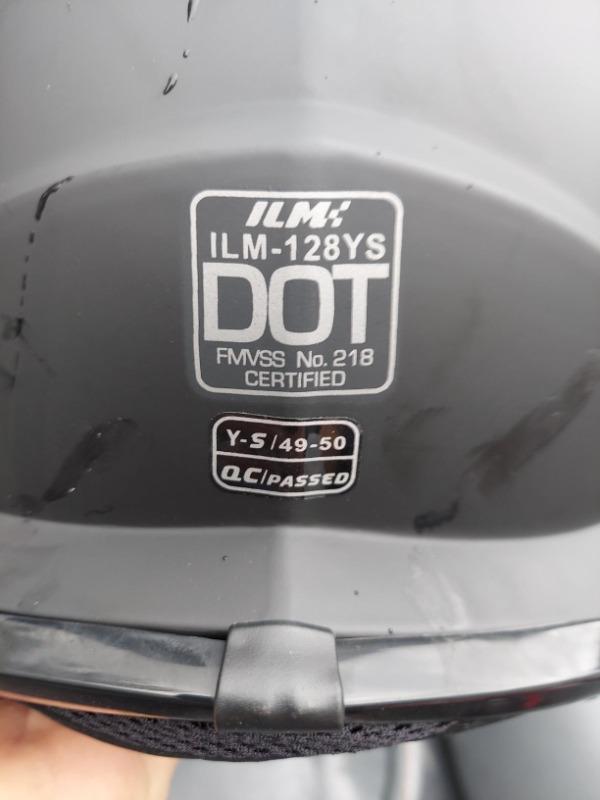 ILM
ILM-128YS
DOT
FMVSS No. 218
CERTIFIED
Y-S/49-50
QC/PASSED